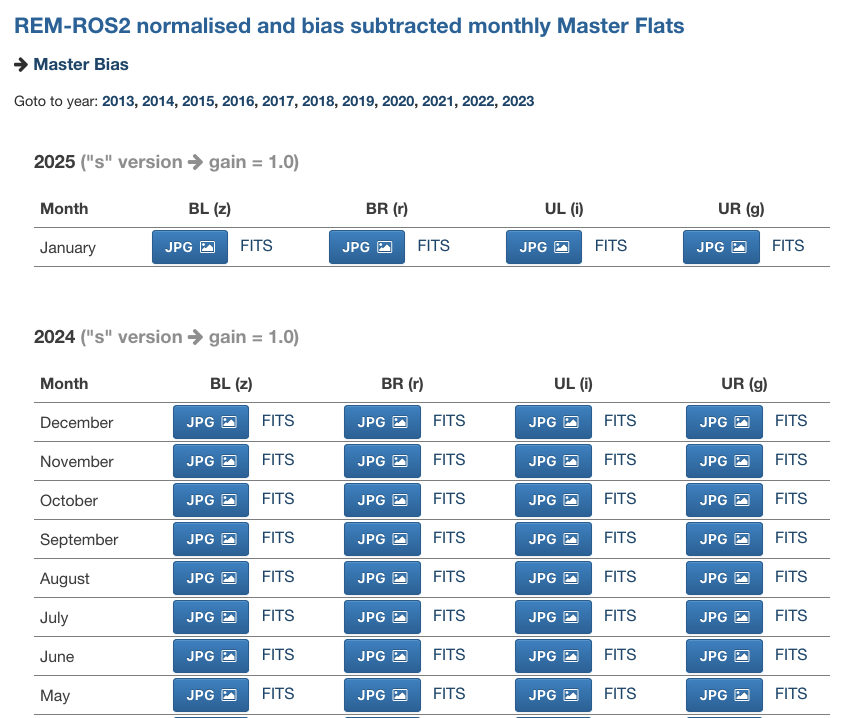 REM-ROS2 normalised and bias subtracted monthly Master Flats
➔ Master Bias
Goto to year: 2013, 2014, 2015, 2016, 2017, 2018, 2019, 2020, 2021, 2022, 2023
2025 ("s" version ➔ gain = 1.0)
Month BL (z) BR (r) UL (i) UR (g)
January JPG FITS JPG FITS JPG FITS JPG FITS
2024 ("s" version ➔ gain = 1.0)
Month BL (z) BR (r) UL (i) UR (g)
December JPG FITS JPG FITS JPG FITS JPG FITS
November JPG FITS JPG FITS JPG FITS JPG FITS
October JPG FITS JPG FITS JPG FITS JPG FITS
September JPG FITS JPG FITS JPG FITS JPG FITS
August JPG FITS JPG FITS JPG FITS JPG FITS
July JPG FITS JPG FITS JPG FITS JPG FITS
June JPG FITS JPG FITS JPG FITS JPG FITS
May JPG FITS JPG FITS JPG FITS JPG FITS